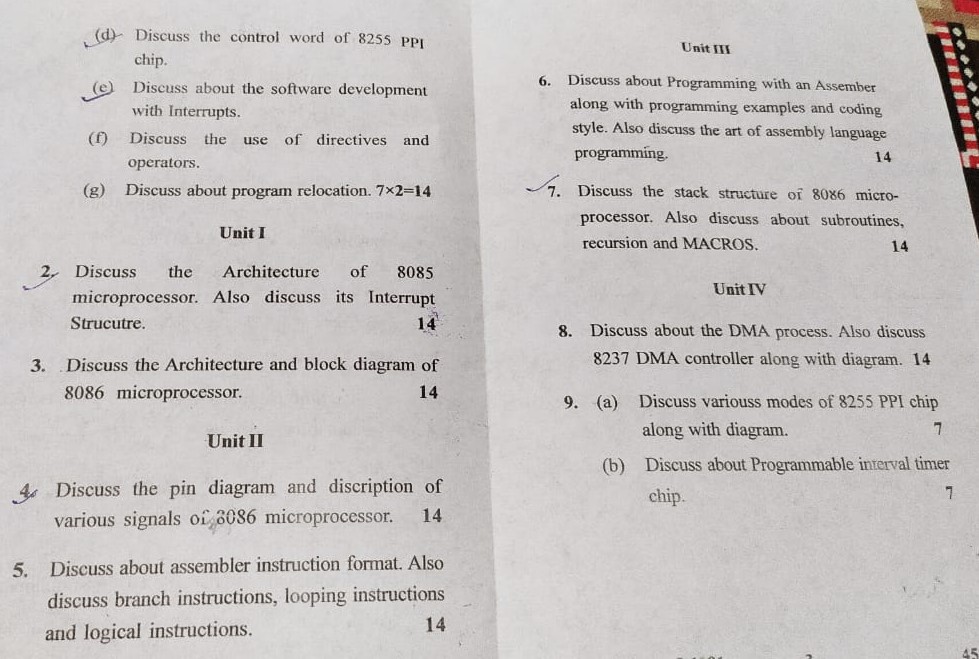 (d) Discuss the control word of 8255 PPI
chip.
(e) Discuss about the software development
with Interrupts.
(f) Discuss the use of directives and
operators.
(g) Discuss about program relocation. 7×2=14
Unit I
2. Discuss the Architecture of 8085
microprocessor. Also discuss its Interrupt
Strucutre. 14
3. Discuss the Architecture and block diagram of
8086 microprocessor. 14
Unit II
4. Discuss the pin diagram and discription of
various signals of 8086 microprocessor. 14
5. Discuss about assembler instruction format. Also
discuss branch instructions, looping instructions
and logical instructions. 14
Unit III
6. Discuss about Programming with an Assember
along with programming examples and coding
style. Also discuss the art of assembly language
programming. 14
7. Discuss the stack structure of 8086 micro-
processor. Also discuss about subroutines,
recursion and MACROS. 14
Unit IV
8. Discuss about the DMA process. Also discuss
8237 DMA controller along with diagram. 14
9. (a) Discuss variouss modes of 8255 PPI chip
along with diagram. 7
(b) Discuss about Programmable interval timer
chip. 7